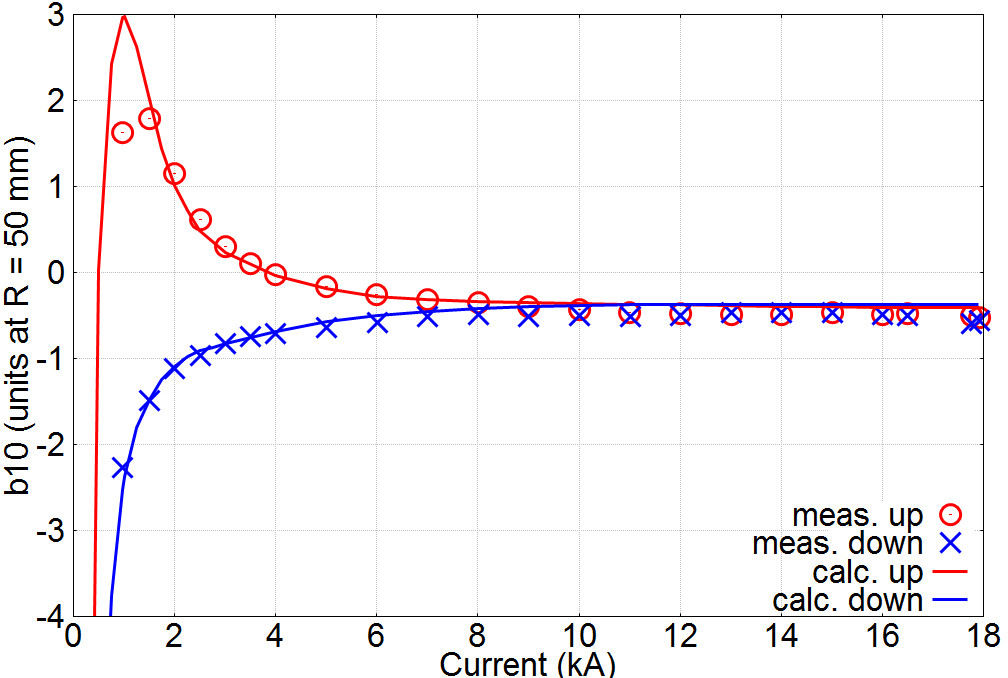 3
2
1
0
-1
-2
-3
-4
b10 (units at R = 50 mm)
meas. up
meas. down
calc. up
calc. down
0 2 4 6 8 10 12 14 16 18
Current (kA)